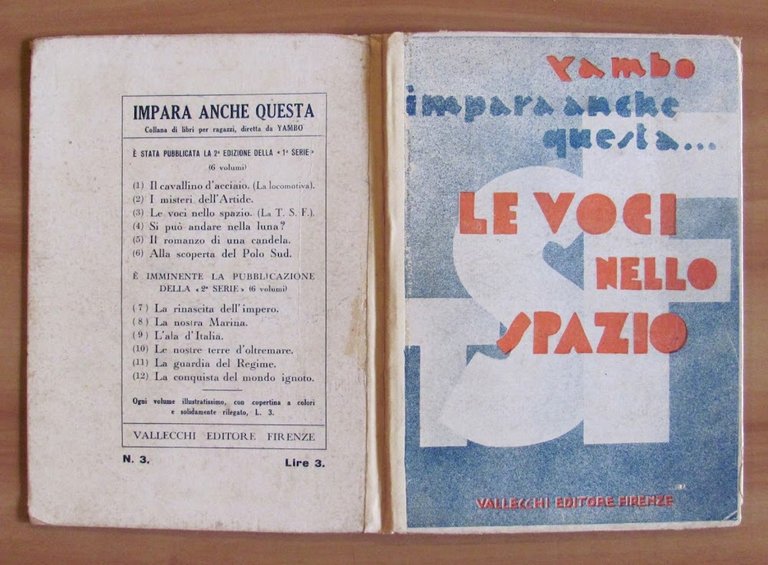 IMPARA ANCHE QUESTA
Collana di libri per ragazzi, diretta da YAMBO
È STATA PUBBLICATA LA 2ª EDIZIONE DELLA «1ª SERIE»
(6 volumi)
(1) Il cavallino d'acciaio. (La locomotiva).
(2) I misteri dell'Artide.
(3) Le voci nello spazio. (La T. S. F.).
(4) Si può andare nella luna?
(5) Il romanzo di una candela.
(6) Alla scoperta del Polo Sud.
È IMMINENTE LA PUBBLICAZIONE
DELLA «2ª SERIE» (6 volumi)
(7) La rinascita dell'impero.
(8) La nostra Marina.
(9) L'ala d'Italia.
(10) Le nostre terre d'oltremare.
(11) La guardia del Regime.
(12) La conquista del mondo ignoto.
Ogni volume illustratissimo, con copertina a colori
e solidamente rilegato, L. 3.
VALLECCHI EDITORE FIRENZE
N. 3. Lire 3.
Yambo
impara anche
questa...
LE VOCI
NELLO
SPAZIO
TSF
VALLECCHI EDITORE FIRENZE